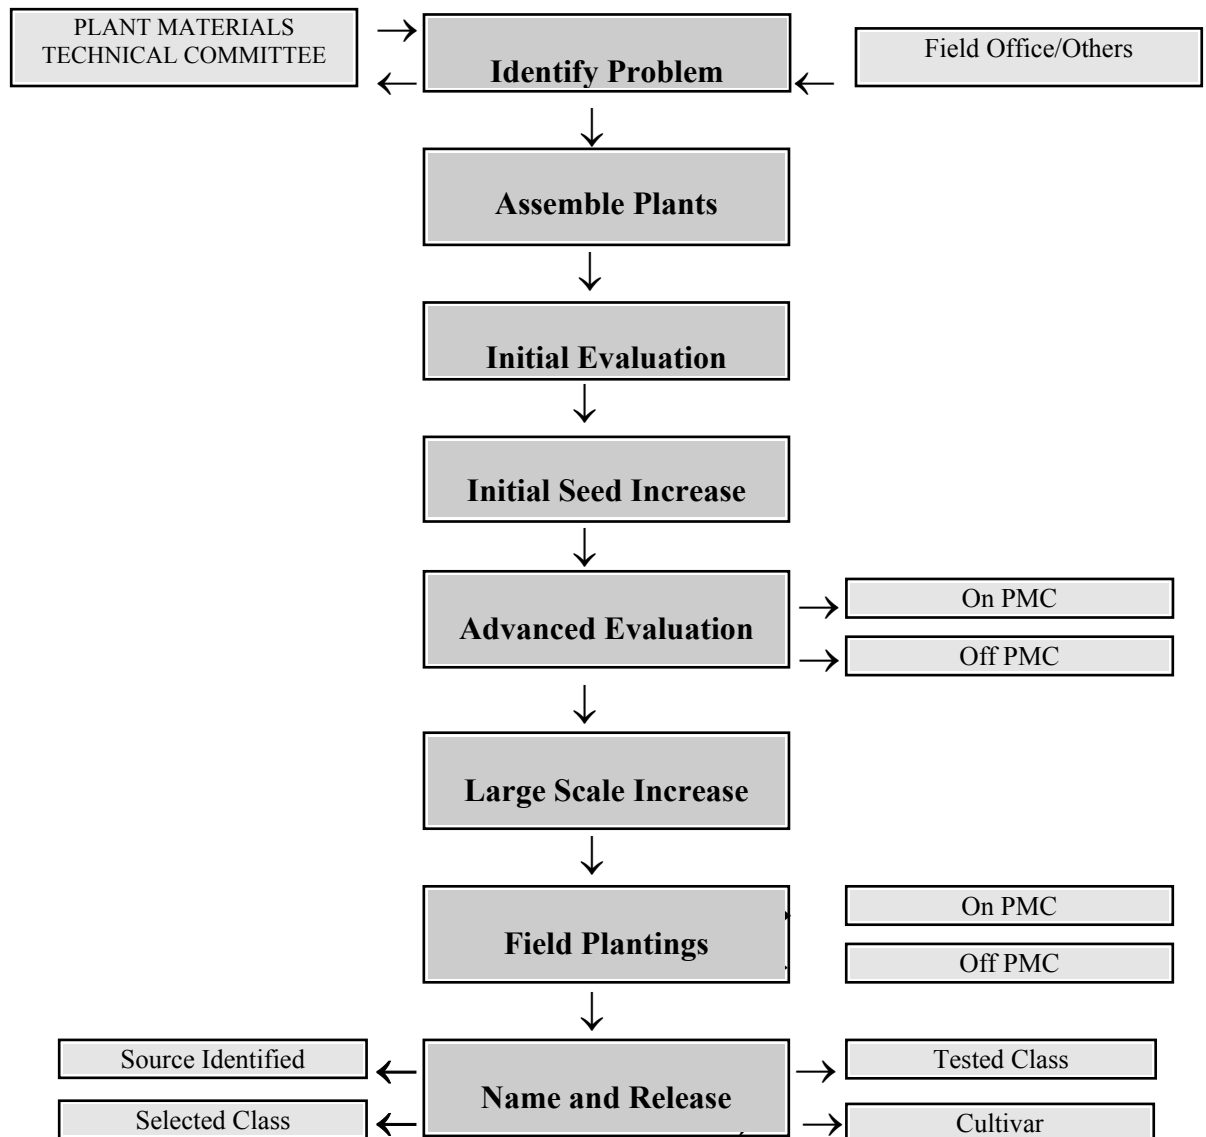 PLANT MATERIALS
TECHNICAL COMMITTEE
Identify Problem
Field Office/Others
Assemble Plants
Initial Evaluation
Initial Seed Increase
Advanced Evaluation
On PMC
Off PMC
Large Scale Increase
Field Plantings
On PMC
Off PMC
Name and Release
Source Identified
Selected Class
Tested Class
Cultivar